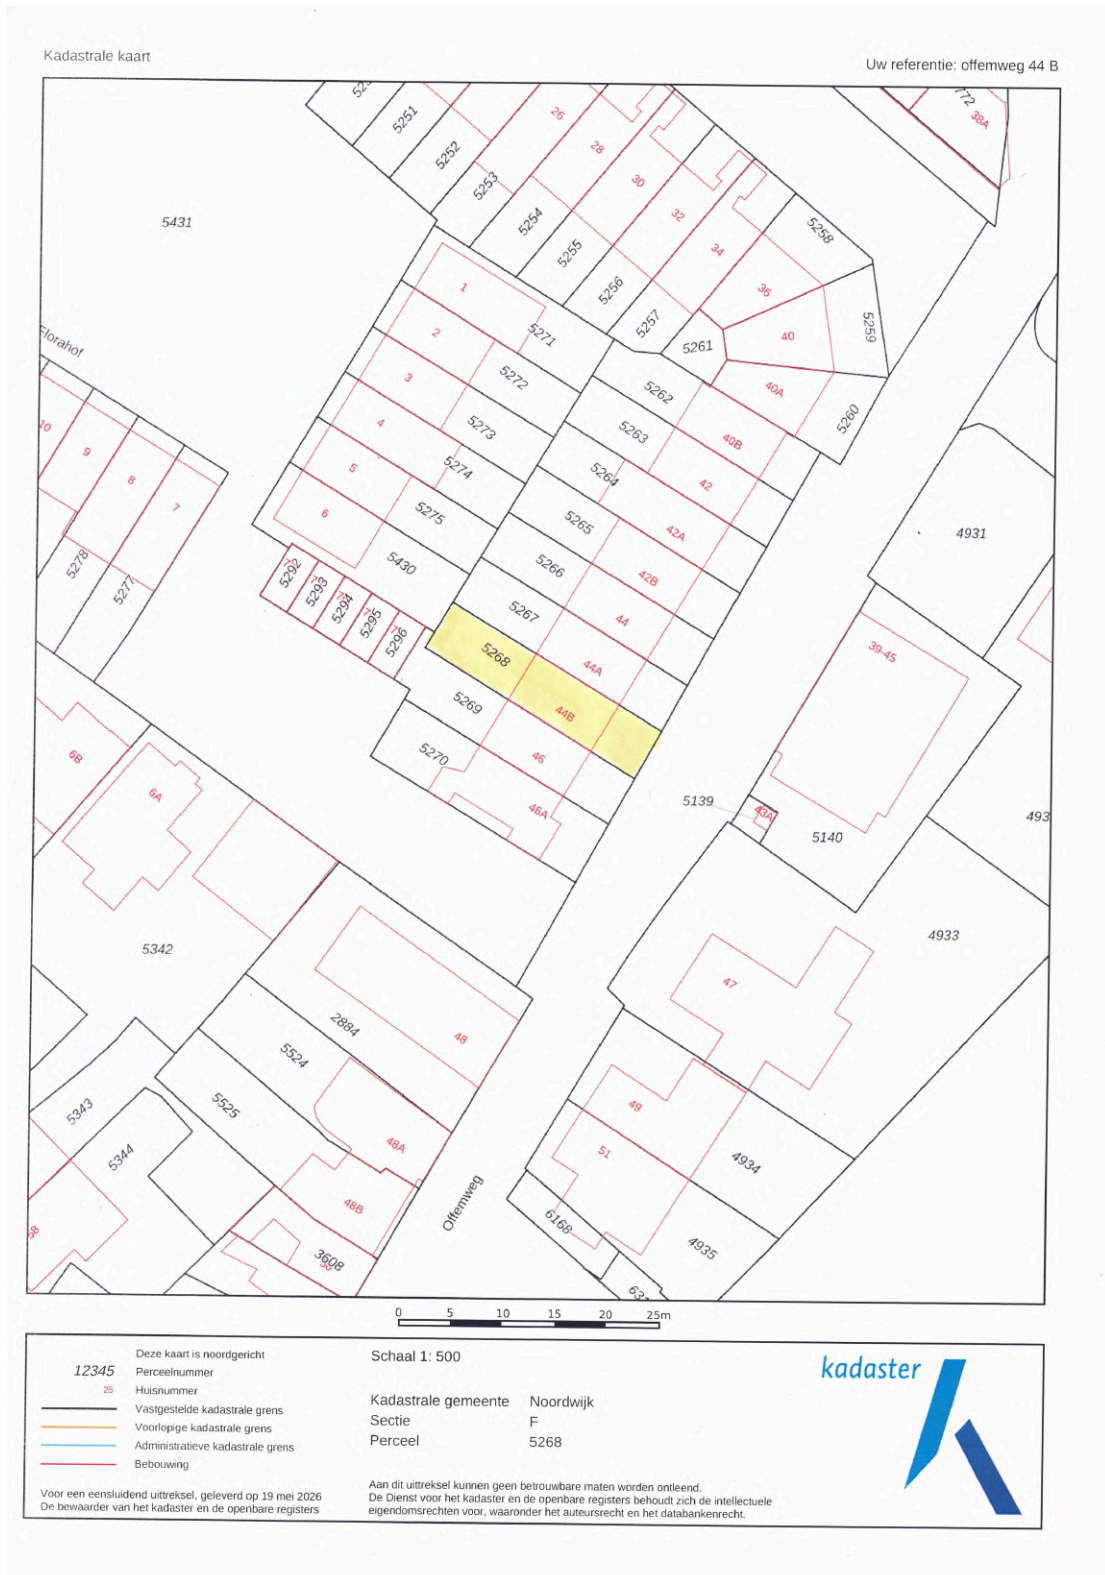 Kadastrale kaart
Uw referentie: offemweg 44 B
5251
5252
5253
5254
5255
5256
5257
5258
5259
5260
5261
26
28
30
32
34
36
40
40A
772
38A
5431
Florahof
10
9
8
7
5278
5277
1
2
3
4
5
6
5271
5272
5273
5274
5275
5430
5292
5293
5294
5295
5296
5262
5263
5264
5265
5266
5267
5268
5269
5270
40B
42
42A
42B
44
44A
44B
46
46A
4931
39-45
5139
43A
5140
493
4933
47
6B
6A
5342
2884
48
5524
5525
48A
48B
3608
5343
5344
Offemweg
49
51
4934
4935
6168
0 5 10 15 20 25m
Deze kaart is noordgericht
12345 Perceelnummer
25 Huisnummer
Vastgestelde kadastrale grens
Voorlopige kadastrale grens
Administratieve kadastrale grens
Bebouwing
Voor een eensluidend uittreksel, geleverd op 19 mei 2026
De bewaarder van het kadaster en de openbare registers
Schaal 1: 500
Kadastrale gemeente Noordwijk
Sectie F
Perceel 5268
Aan dit uittreksel kunnen geen betrouwbare maten worden ontleend.
De Dienst voor het kadaster en de openbare registers behoudt zich de intellectuele
eigendomsrechten voor, waaronder het auteursrecht en het databankenrecht.
kadaster